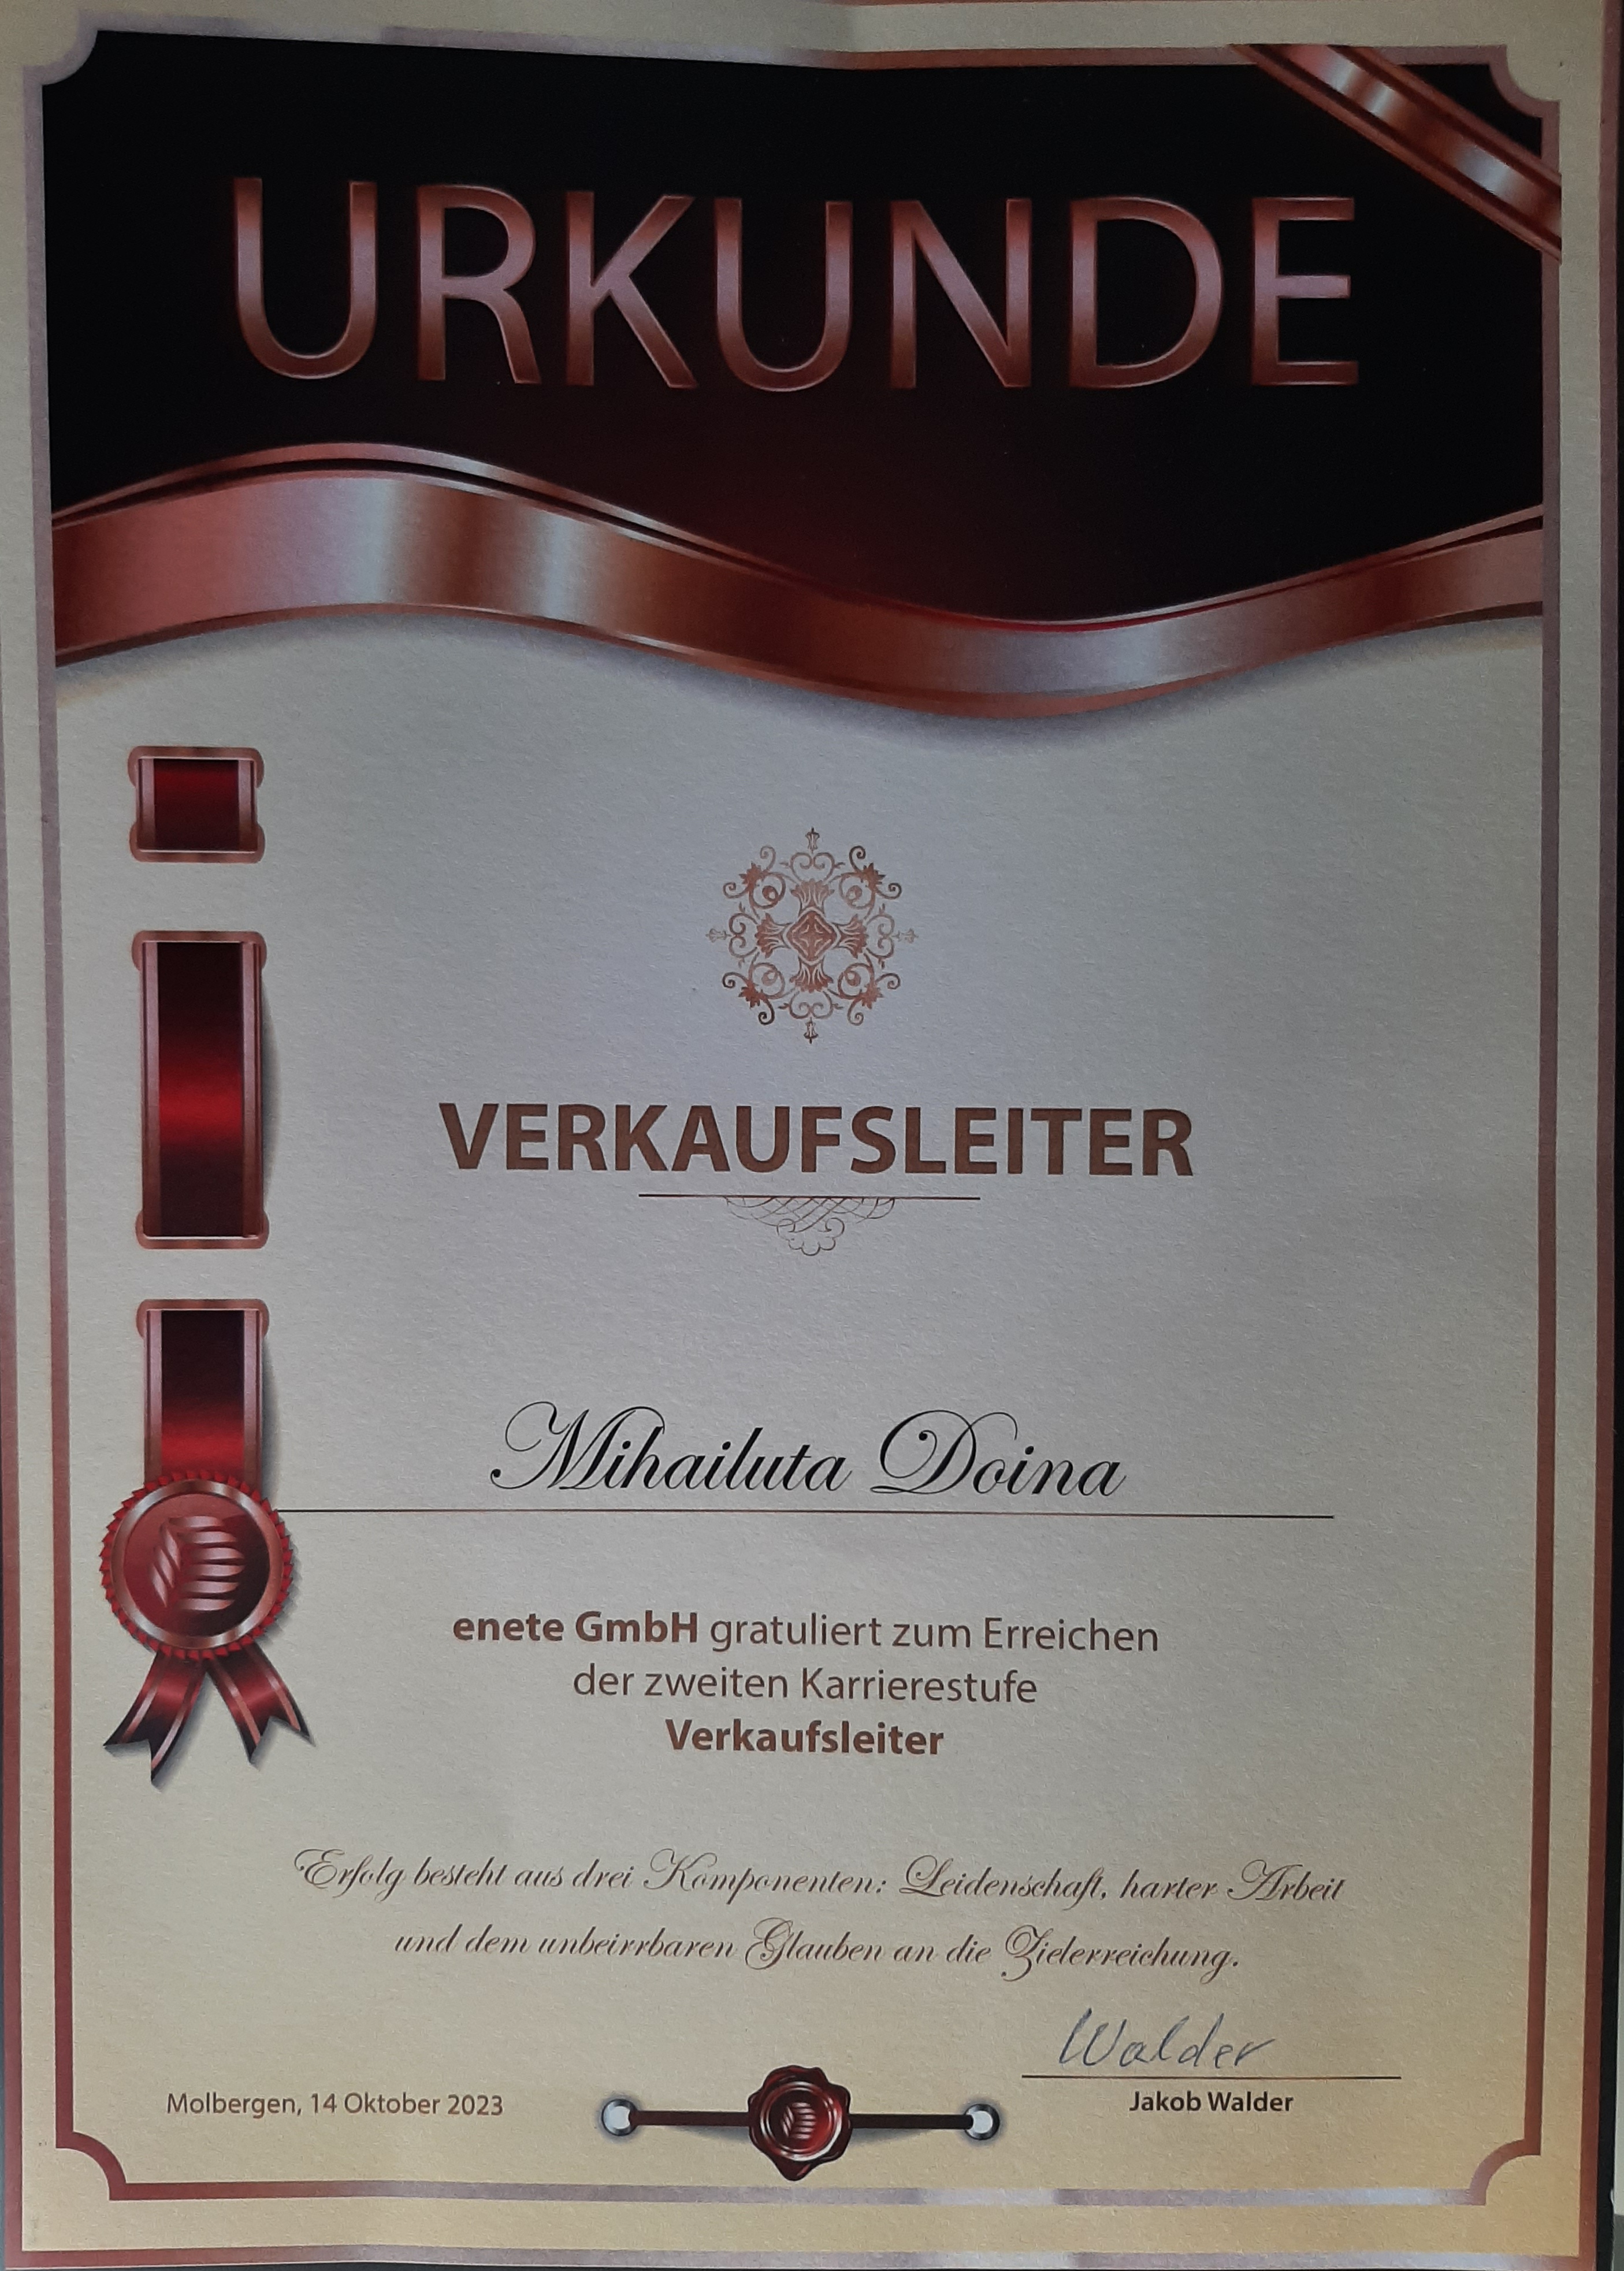 URKUNDE
VERKAUFSLEITER
Mihailuta Doina
enete GmbH gratuliert zum Erreichen
der zweiten Karrierestufe
Verkaufsleiter
Erfolg besteht aus drei Komponenten: Leidenschaft, harter Arbeit
und dem unbeirrbaren Glauben an die Zielerreichung.
Walder
Molbergen, 14 Oktober 2023
Jakob Walder